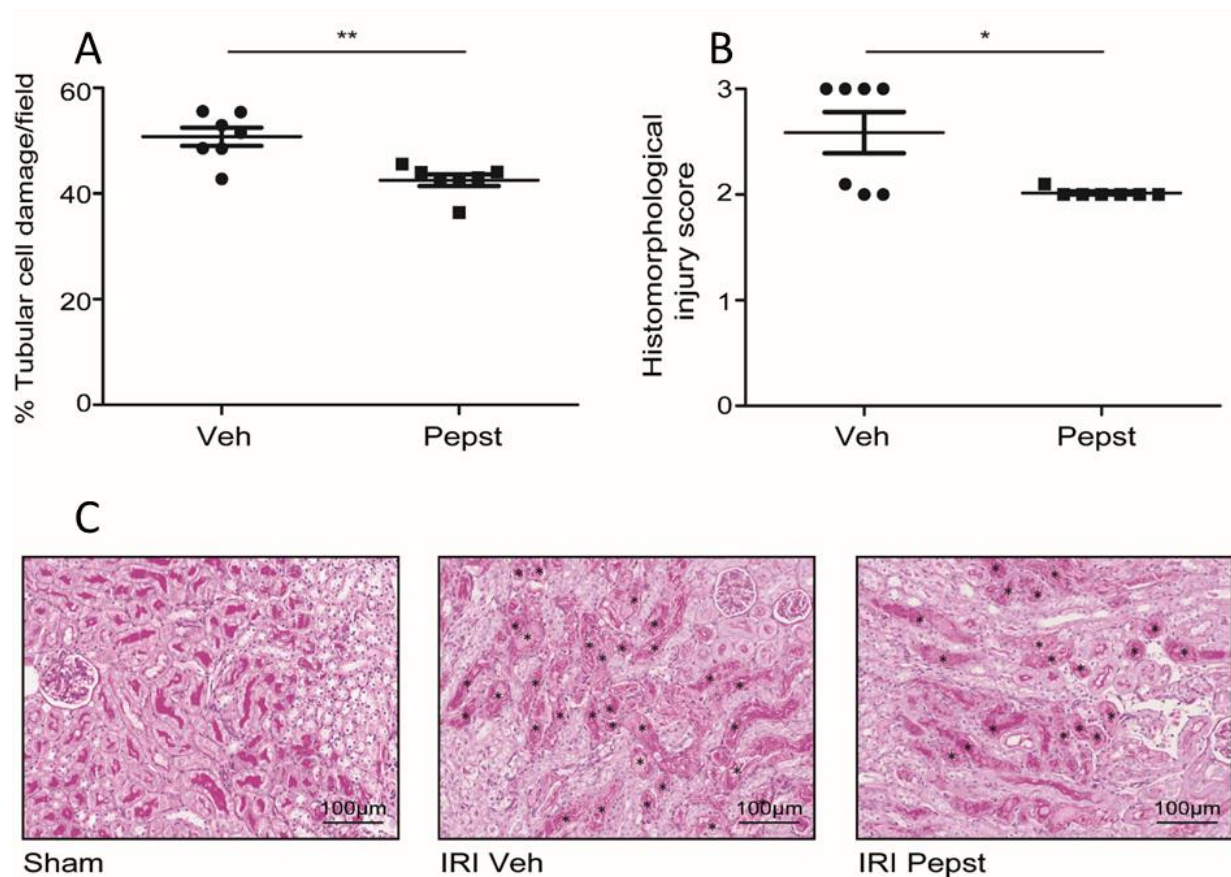 A
**
% Tubular cell damage/field
60
40
20
0
Veh
Pepst
B
*
Histomorphological
injury score
3
2
1
0
Veh
Pepst
C
100µm
Sham
100µm
IRI Veh
100µm
IRI Pepst